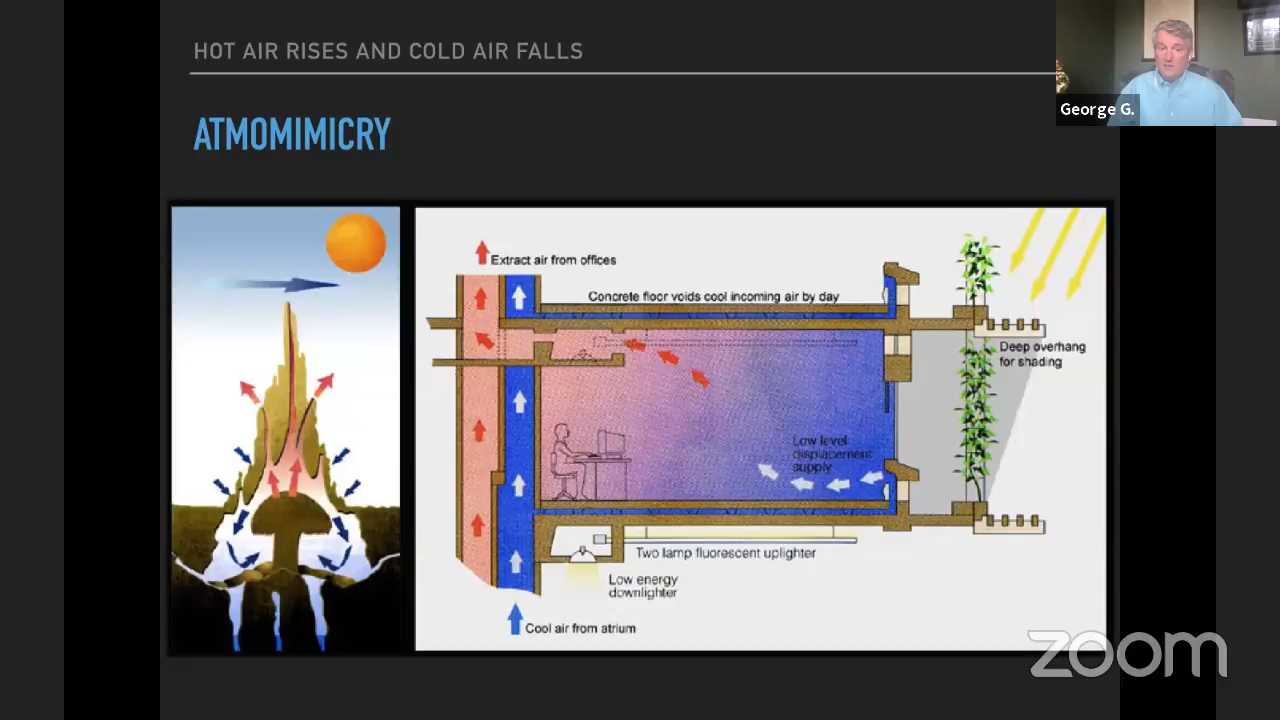 HOT AIR RISES AND COLD AIR FALLS
George G.
ATMOMIMICRY
Extract air from offices
Concrete floor voids cool incoming air by day
Deep overhang
for shading
Low level
displacement
supply
Two lamp fluorescent uplighter
Low energy
downlighter
Cool air from atrium
zoom